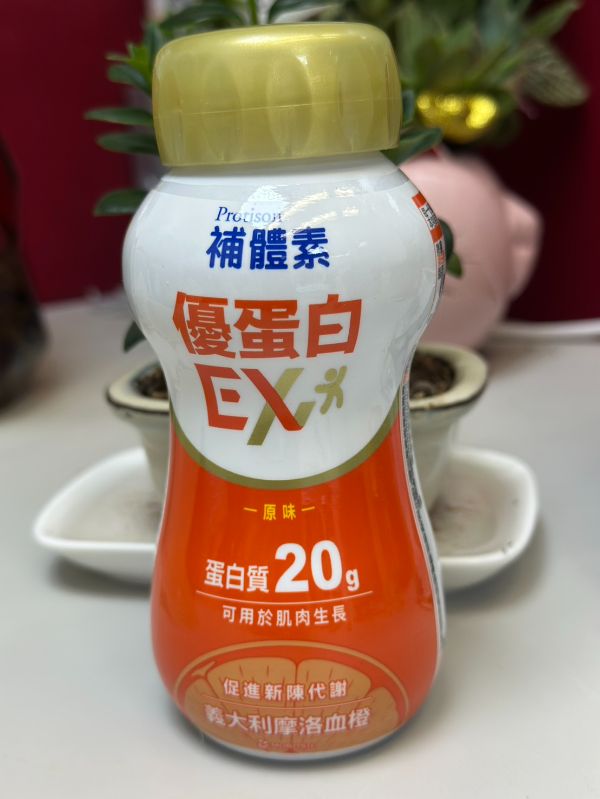 Protison
補體素
優蛋白
EX
原味
蛋白質20g
可用於肌肉生長
促進新陳代謝
義大利摩洛血橙